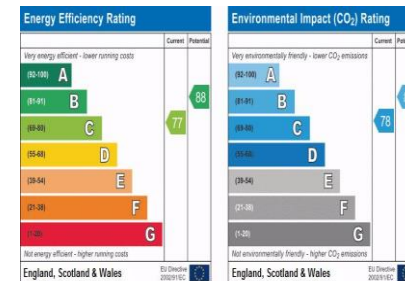 Energy Efficiency Rating
Current Potential
Very energy efficient - lower running costs
(92-100) A
(81-91) B
(69-80) C
(55-68) D
(39-54) E
(21-38) F
(1-20) G
77
88
Not energy efficient - higher running costs
England, Scotland & Wales
EU Directive
2002/91/EC
Environmental Impact (CO2) Rating
Current
Very environmentally friendly - lower CO2 emissions
(92-100) A
(81-91) B
(69-80) C
(55-68) D
(39-54) E
(21-38) F
(1-20) G
78
Not environmentally friendly - higher CO2 emissions
England, Scotland & Wales
EU Directive
2002/91/EC